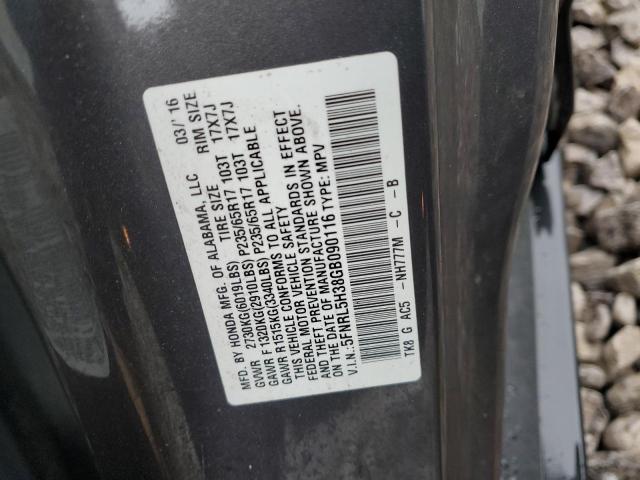 MFD. BY HONDA MFG. OF ALABAMA, LLC 03/'16
GVWR 2730KG(6019LBS) TIRE SIZE RIM SIZE
GAWR F 1320KG(2910LBS) P235/65R17 103T 17X7J
GAWR R 1515KG(3340LBS) P235/65R17 103T 17X7J
THIS VEHICLE CONFORMS TO ALL APPLICABLE
FEDERAL MOTOR VEHICLE SAFETY
AND THEFT PREVENTION STANDARDS IN EFFECT
ON THE DATE OF MANUFACTURE SHOWN ABOVE.
V.I.N.:5FNRL5H38GB090116 TYPE: MPV
TK8 G AC5 -NH777M -C -B